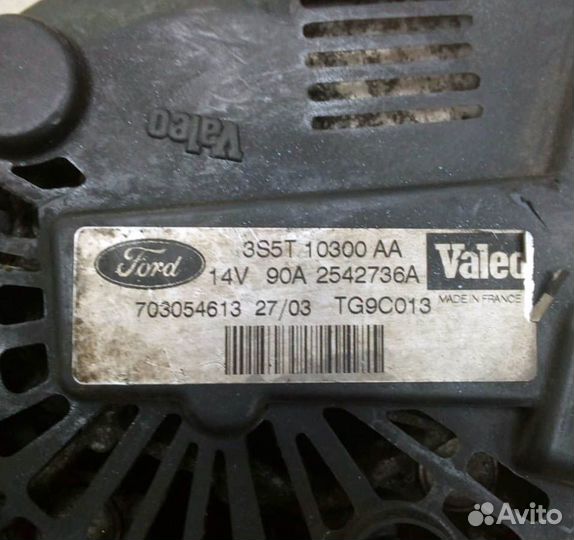 Valeo
Ford
3S5T 10300 AA
14V 90A 2542736A
Valeo
MADE IN FRANCE
703054613 27/03 TG9C013
Avito